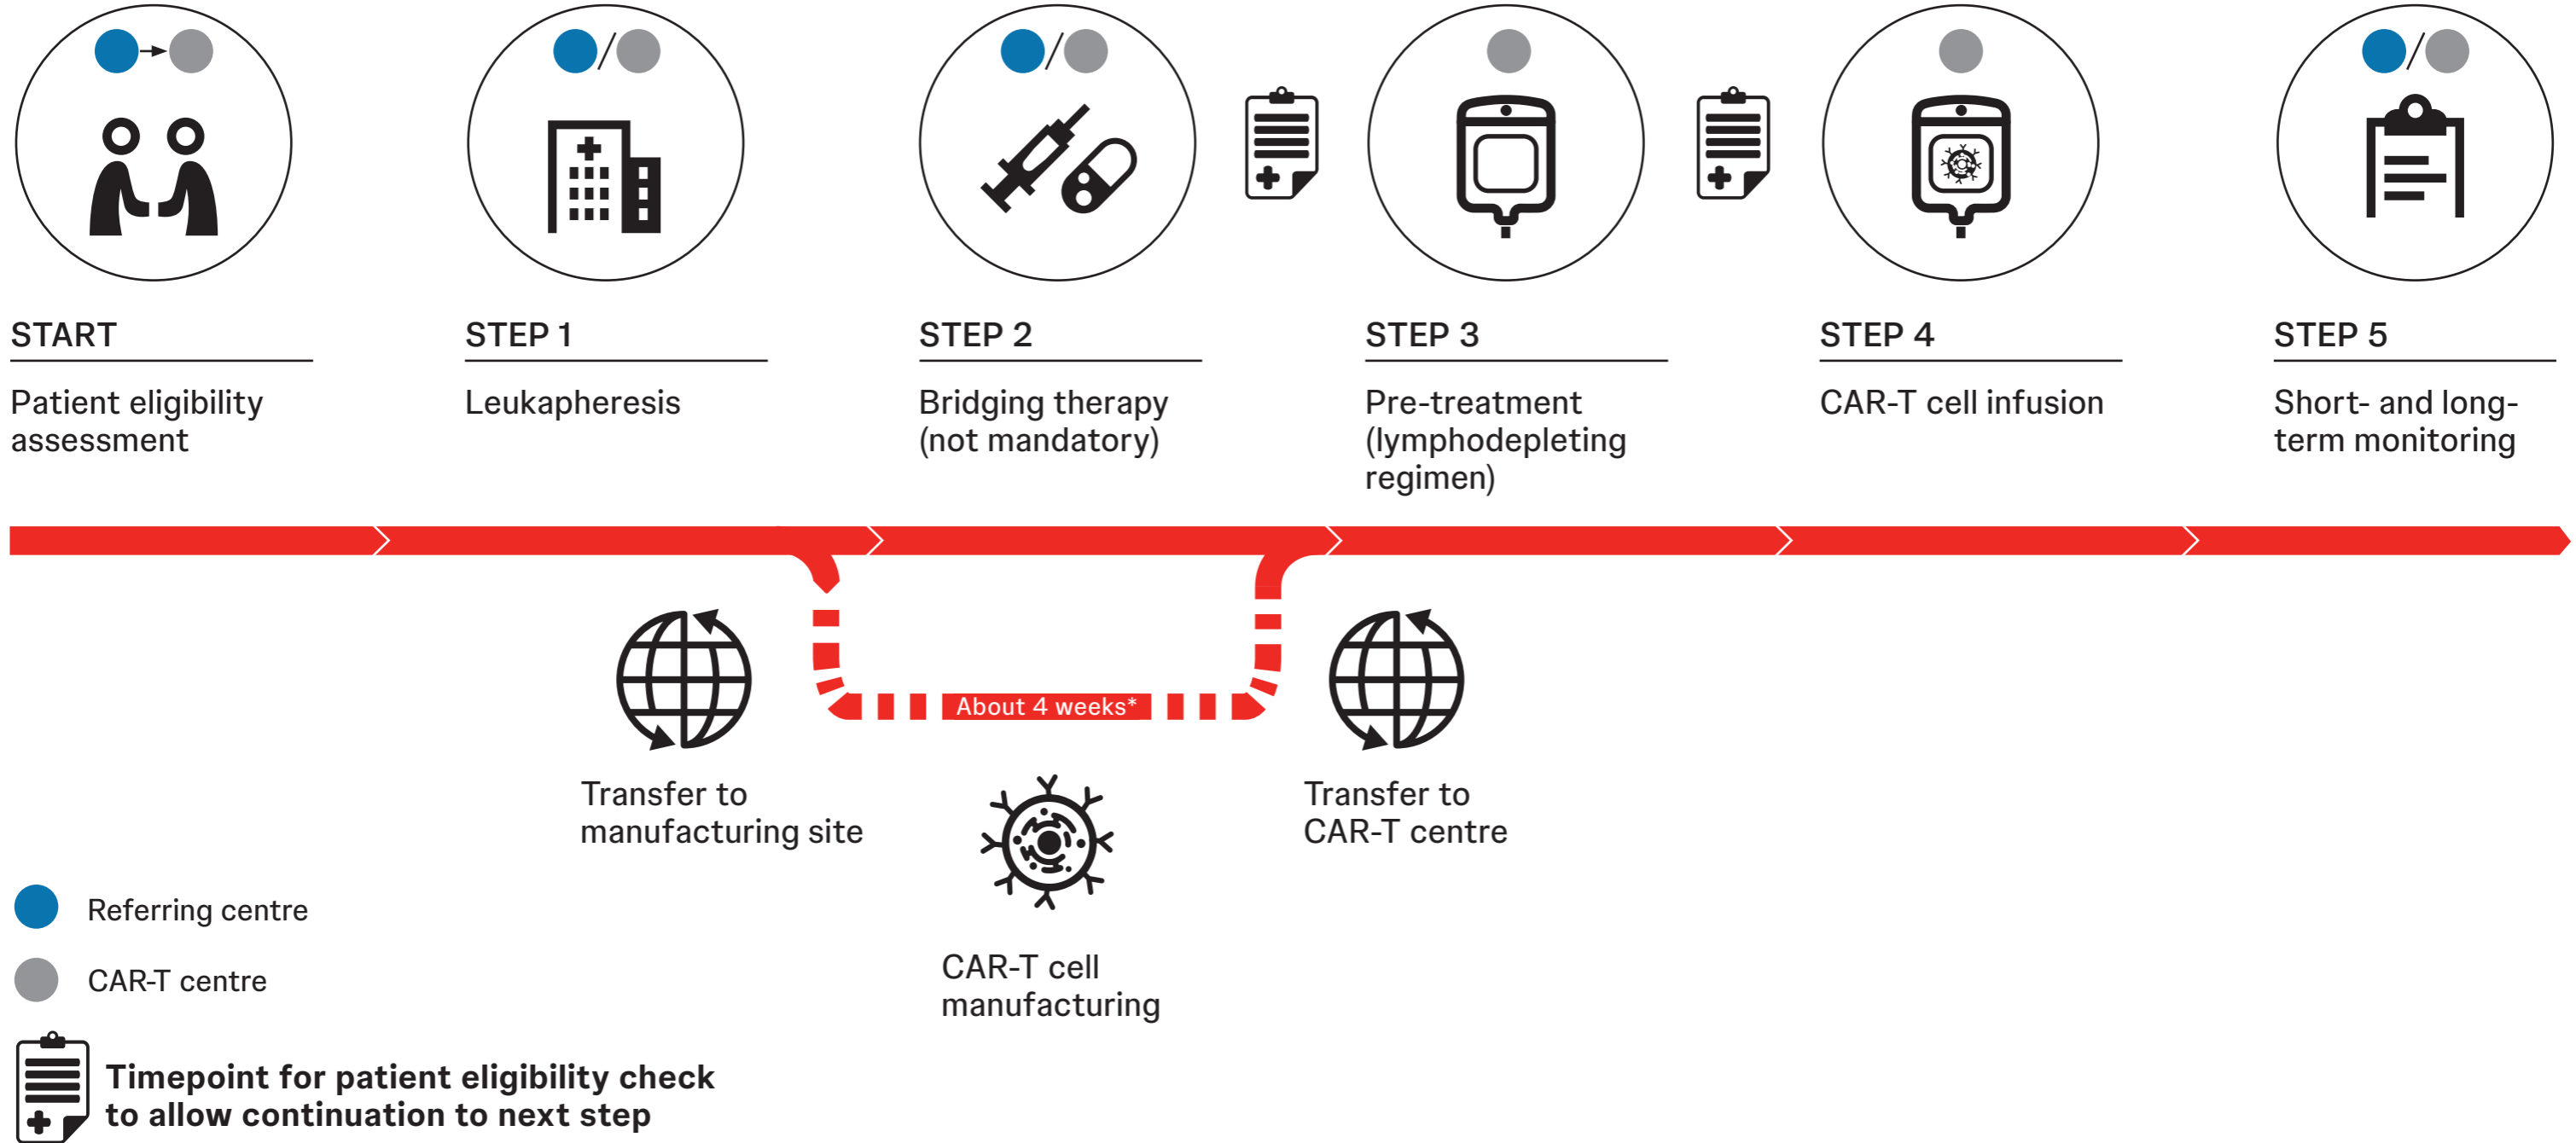 START
Patient eligibility
assessment
STEP 1
Leukapheresis
STEP 2
Bridging therapy
(not mandatory)
STEP 3
Pre-treatment
(lymphodepleting
regimen)
STEP 4
CAR-T cell infusion
STEP 5
Short- and long-
term monitoring
About 4 weeks*
Transfer to
manufacturing site
CAR-T cell
manufacturing
Transfer to
CAR-T centre
Referring centre
CAR-T centre
Timepoint for patient eligibility check
to allow continuation to next step